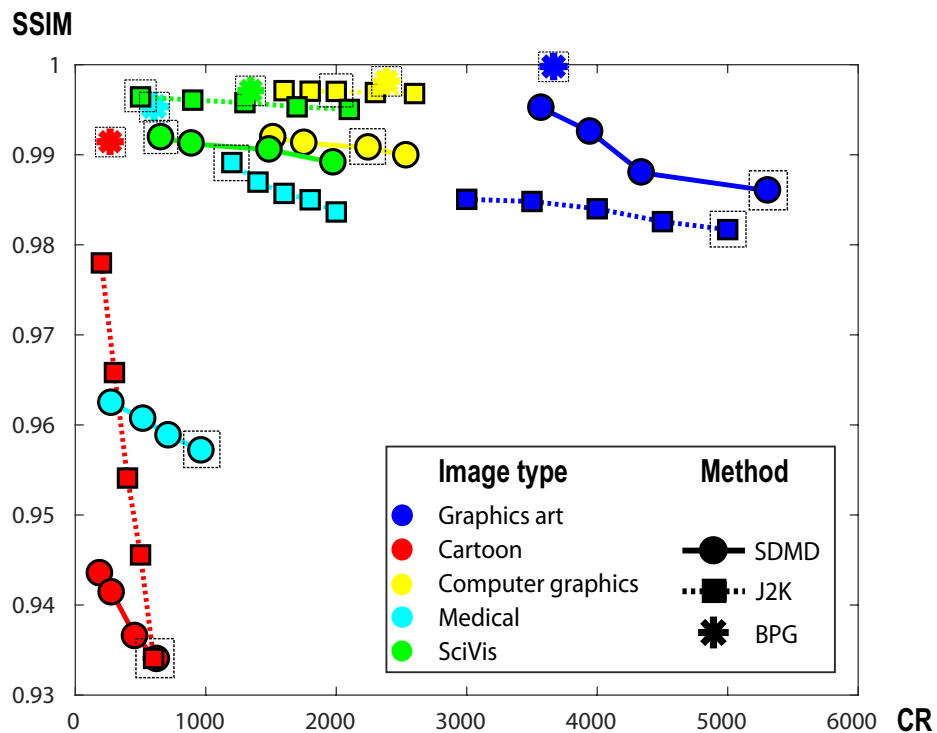 SSIM
1
0.99
0.98
0.97
0.96
0.95
0.94
0.93
0 1000 2000 3000 4000 5000 6000 CR
Image type Method
Graphics art
Cartoon
Computer graphics
Medical
SciVis
SDMD
J2K
BPG